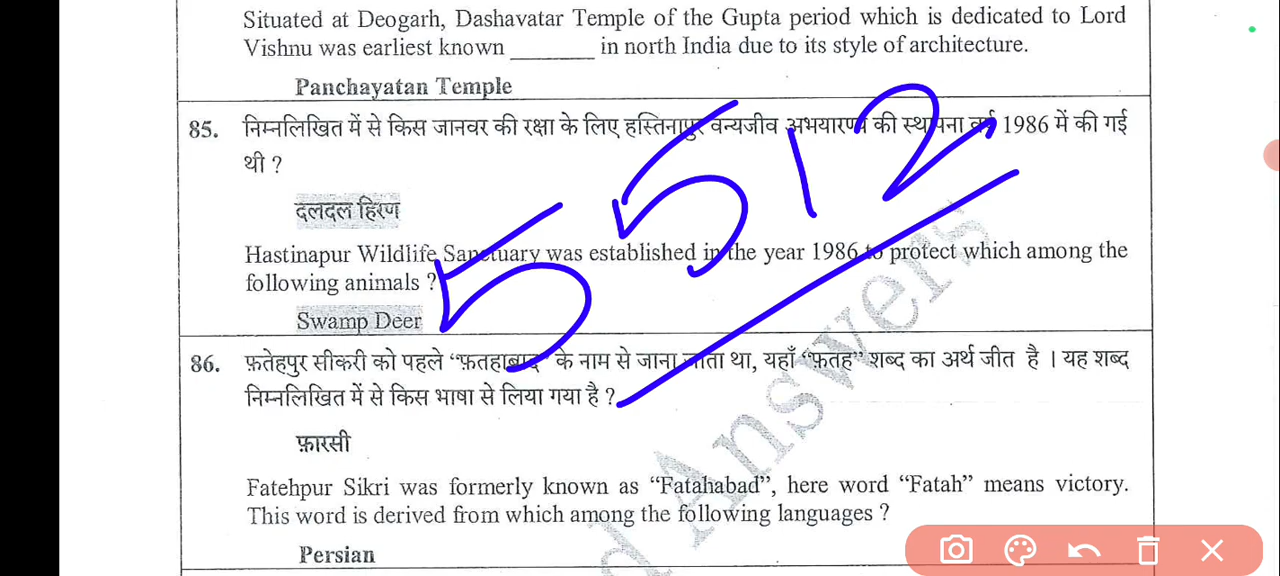 Situated at Deogarh, Dashavatar Temple of the Gupta period which is dedicated to Lord
Vishnu was earliest known _______ in north India due to its style of architecture.
Panchayatan Temple
85. निम्नलिखित में से किस जानवर की रक्षा के लिए हस्तिनापुर वन्यजीव अभयारण्य की स्थापना वर्ष 1986 में की गई
थी ?
दलदल हिरण
Hastinapur Wildlife Sanctuary was established in the year 1986 to protect which among the
following animals ?
Swamp Deer
5512
86. फ़तेहपुर सीकरी को पहले “फ़तहाबाद” के नाम से जाना जाता था, यहाँ “फ़तह” शब्द का अर्थ जीत है । यह शब्द
निम्नलिखित में से किस भाषा से लिया गया है ?
फ़ारसी
Fatehpur Sikri was formerly known as “Fatahabad”, here word “Fatah” means victory.
This word is derived from which among the following languages ?
Persian
d Answers